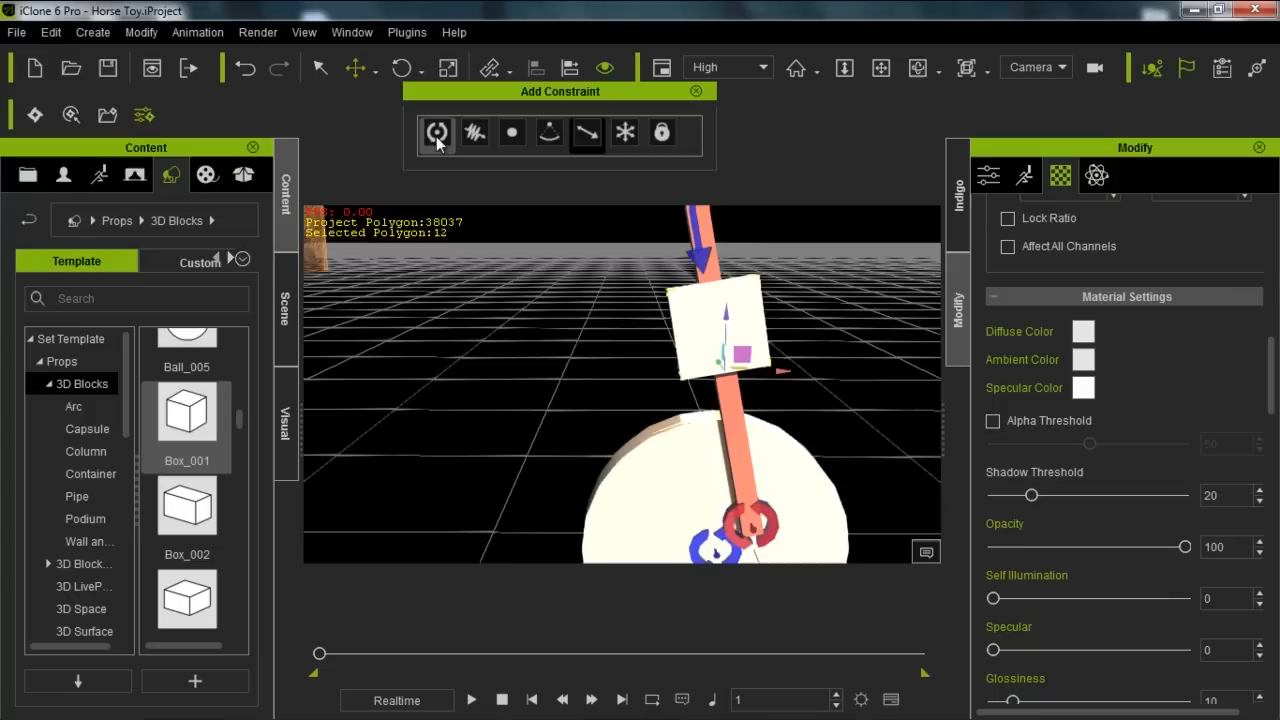 iClone 6 Pro - Horse Toy.iProject
File Edit Create Modify Animation Render View Window Plugins Help
High
Camera
Add Constraint
Content
Modify
Props 3D Blocks
Template Custom
Search
Set Template
Props
3D Blocks
Arc
Capsule
Column
Container
Pipe
Podium
Wall an...
3D Block...
3D LiveP...
3D Space
3D Surface
Ball_005
Box_001
Box_002
Content
Scene
Visual
FPS: 0.00
Project Polygon:38037
Selected Polygon:12
Indigo
Modify
Lock Ratio
Affect All Channels
Material Settings
Diffuse Color
Ambient Color
Specular Color
Alpha Threshold
50
Shadow Threshold
20
Opacity
100
Self Illumination
0
Specular
0
Glossiness
10
Realtime
1